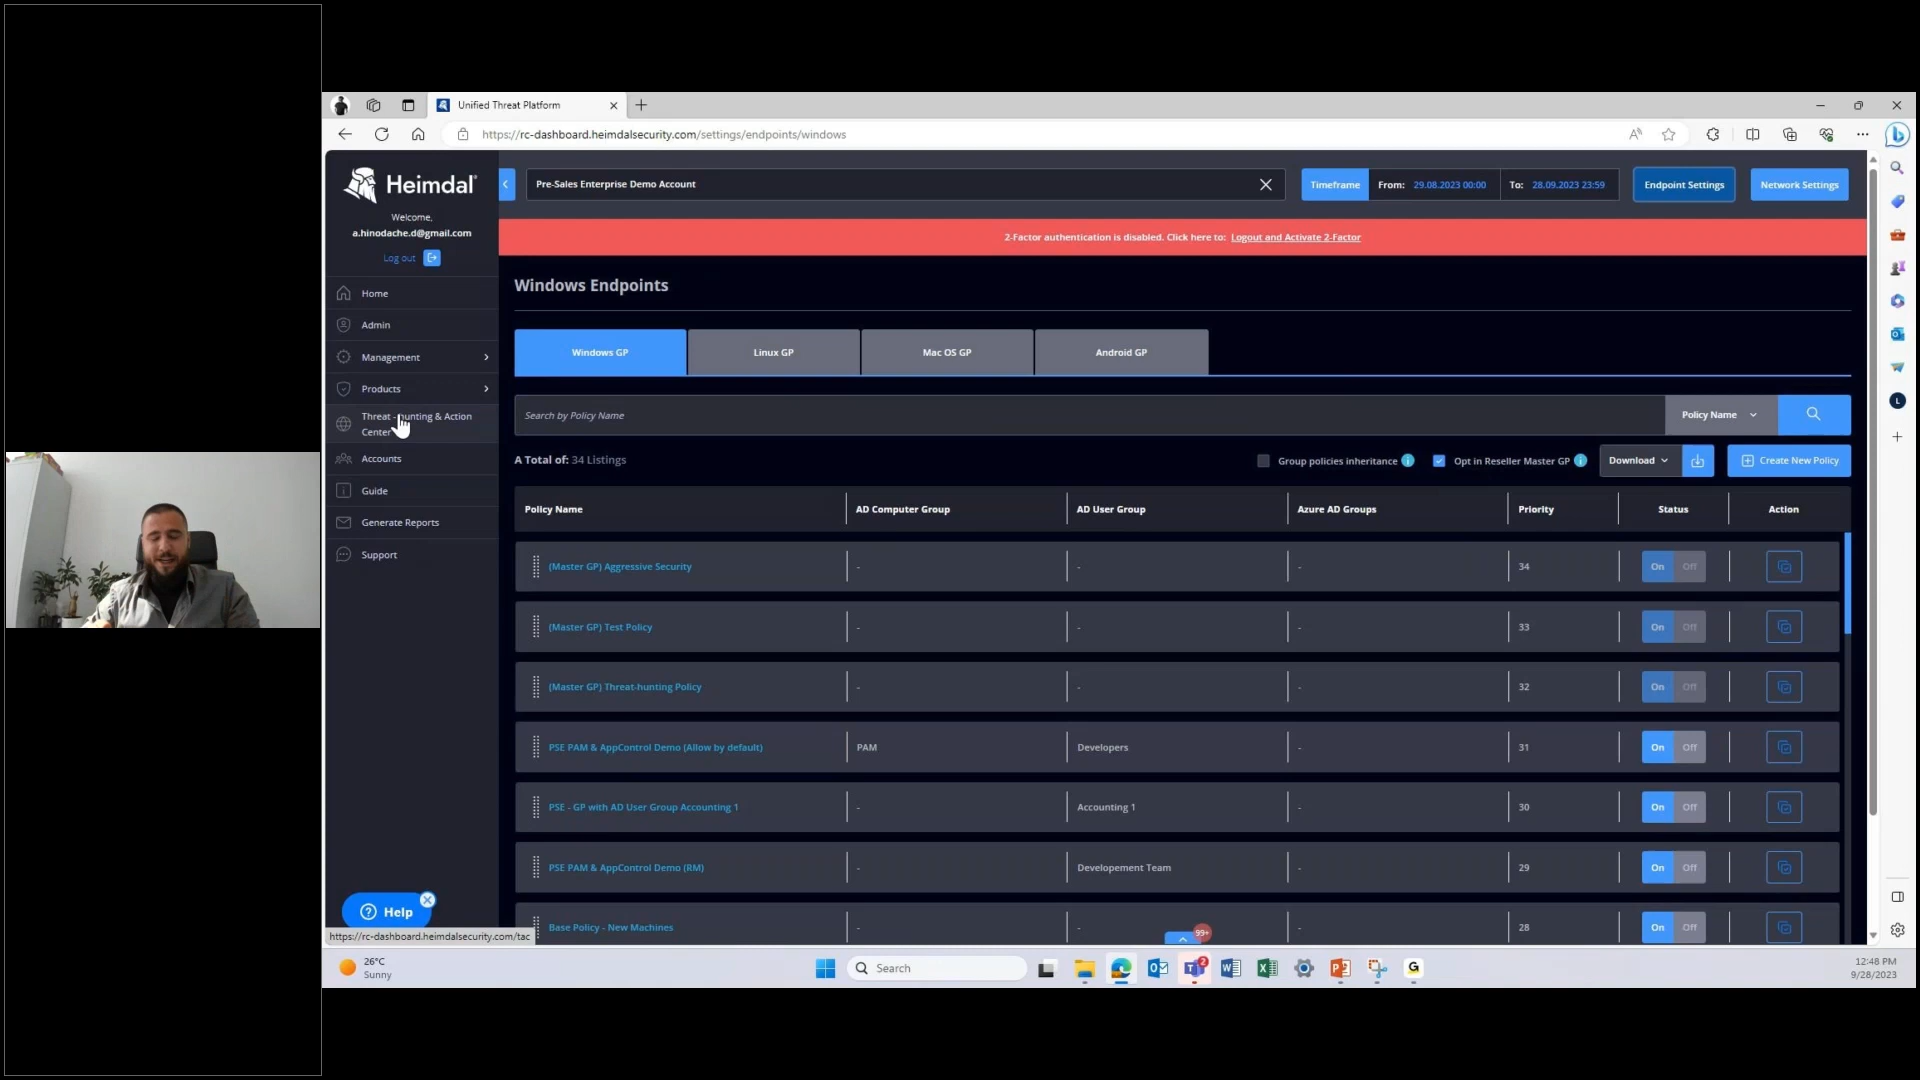 Unified Threat Platform
https://rc-dashboard.heimdalsecurity.com/settings/endpoints/windows
Heimdal
Welcome,
a.hinodache.d@gmail.com
Log out
Home
Admin
Management
Products
Threat - hunting & Action
Center
Accounts
Guide
Generate Reports
Support
Help
https://rc-dashboard.heimdalsecurity.com/tac
Pre-Sales Enterprise Demo Account
Timeframe From: 29.08.2023 00:00 To: 28.09.2023 23:59
Endpoint Settings
Network Settings
2-Factor authentication is disabled. Click here to: Logout and Activate 2-Factor
Windows Endpoints
Windows GP Linux GP Mac OS GP Android GP
Search by Policy Name Policy Name
A Total of: 34 Listings Group policies inheritance Opt in Reseller Master GP Download Create New Policy
Policy Name AD Computer Group AD User Group Azure AD Groups Priority Status Action
(Master GP) Aggressive Security - - - 34 On Off
(Master GP) Test Policy - - - 33 On Off
(Master GP) Threat-hunting Policy - - - 32 On Off
PSE PAM & AppControl Demo (Allow by default) PAM Developers - 31 On Off
PSE - GP with AD User Group Accounting 1 - Accounting 1 - 30 On Off
PSE PAM & AppControl Demo (RM) - Developement Team - 29 On Off
Base Policy - New Machines - - - 28 On Off
99+
26°C
Sunny
Search
2
12:48 PM
9/28/2023